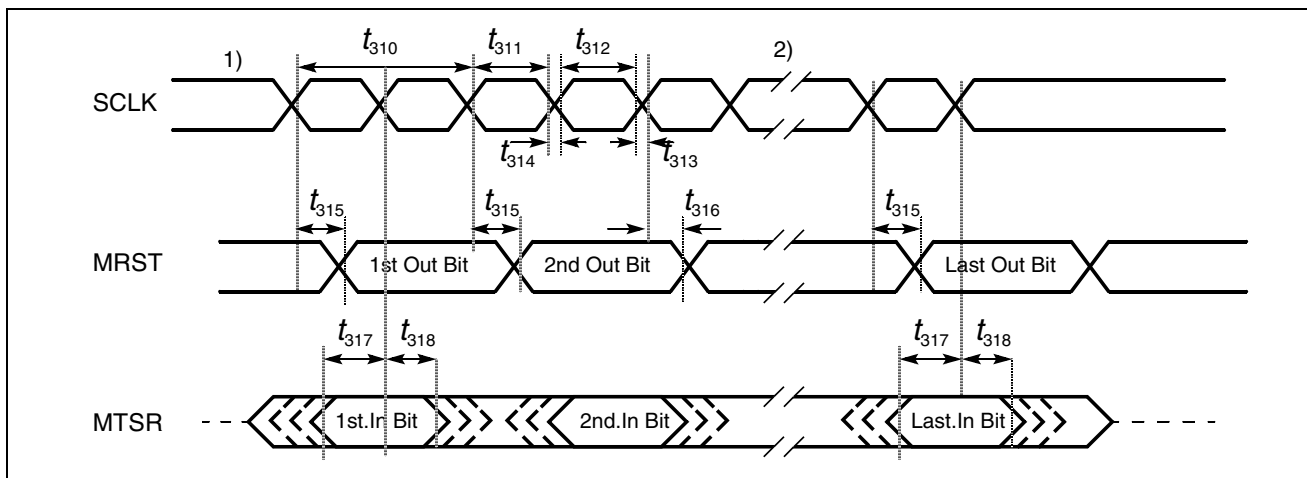 1) t310 t311 t312 2)
SCLK
t314 t313
t315 t315 t316 t315
MRST 1st Out Bit 2nd Out Bit Last Out Bit
t317 t318 t317 t318
MTSR 1st.In Bit 2nd.In Bit Last.In Bit